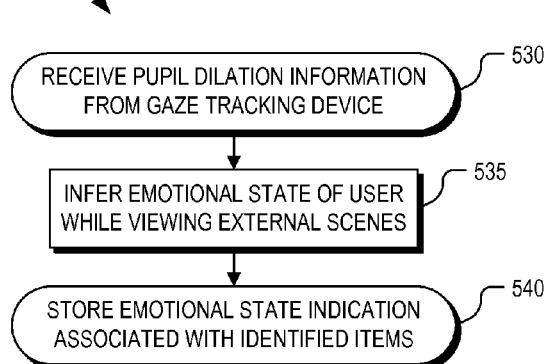 530
RECEIVE PUPIL DILATION INFORMATION
FROM GAZE TRACKING DEVICE
535
INFER EMOTIONAL STATE OF USER
WHILE VIEWING EXTERNAL SCENES
540
STORE EMOTIONAL STATE INDICATION
ASSOCIATED WITH IDENTIFIED ITEMS